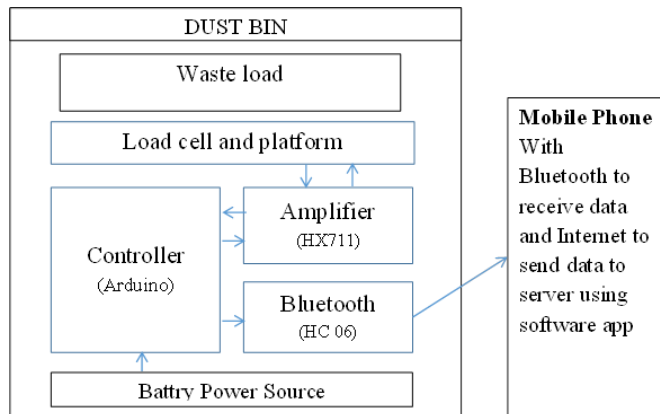 DUST BIN
Waste load
Load cell and platform
Amplifier
(HX711)
Controller
(Arduino)
Bluetooth
(HC 06)
Battry Power Source
Mobile Phone
With
Bluetooth to
receive data
and Internet to
send data to
server using
software app